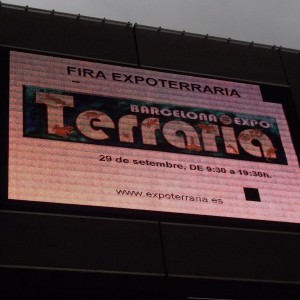 FIRA EXPOTERRARIA
BARCELONA EXPO
Terraria
29 de setembre, DE 9:30 a 19:30h.
www.expoterraria.es